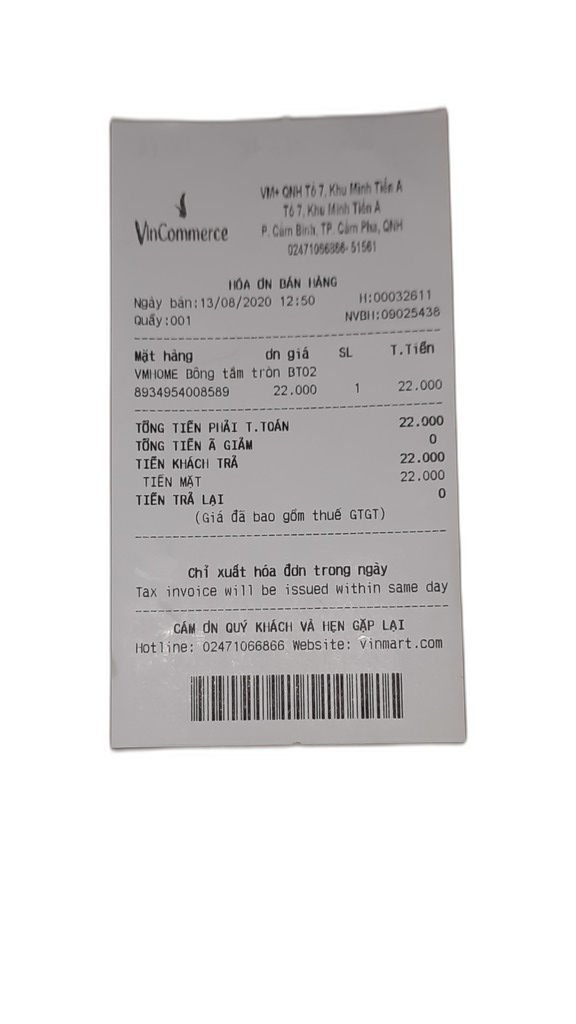 VinCommerce
VM+ QNH Tổ 7, Khu Minh Tiến A
Tổ 7, Khu Minh Tiến A
P. Cẩm Bình, TP. Cẩm Phả, QNH
02471066866- 51561
HÓA ƠN BÁN HÀNG
Ngày bán:13/08/2020 12:50 H:00032611
Quầy:001 NVBH:09025438
Mặt hàng ơn giá SL T.Tiền
VMHOME Bông tắm tròn BT02
8934954008589 22.000 1 22.000
TỔNG TIỀN PHẢI T.TOÁN 22.000
TỔNG TIỀN Ã GIẢM 0
TIỀN KHÁCH TRẢ 22.000
TIỀN MẶT 22.000
TIỀN TRẢ LẠI 0
(Giá đã bao gồm thuế GTGT)
Chỉ xuất hóa đơn trong ngày
Tax invoice will be issued within same day
CẢM ƠN QUÝ KHÁCH VÀ HẸN GẶP LẠI
Hotline: 02471066866 Website: Vinmart.com